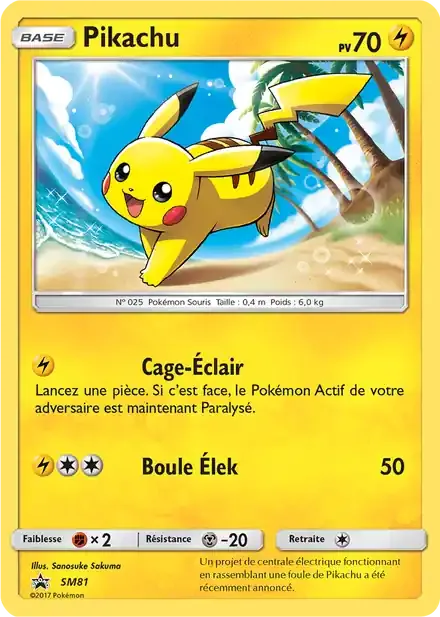 BASE Pikachu PV 70
N° 025 Pokémon Souris Taille : 0,4 m Poids : 6,0 kg
Cage-Éclair
Lancez une pièce. Si c'est face, le Pokémon Actif de votre
adversaire est maintenant Paralysé.
Boule Élek 50
Faiblesse × 2 Résistance -20 Retraite
Illus. Sanosuke Sakuma
SM81
©2017 Pokémon
Un projet de centrale électrique fonctionnant
en rassemblant une foule de Pikachu a été
récemment annoncé.